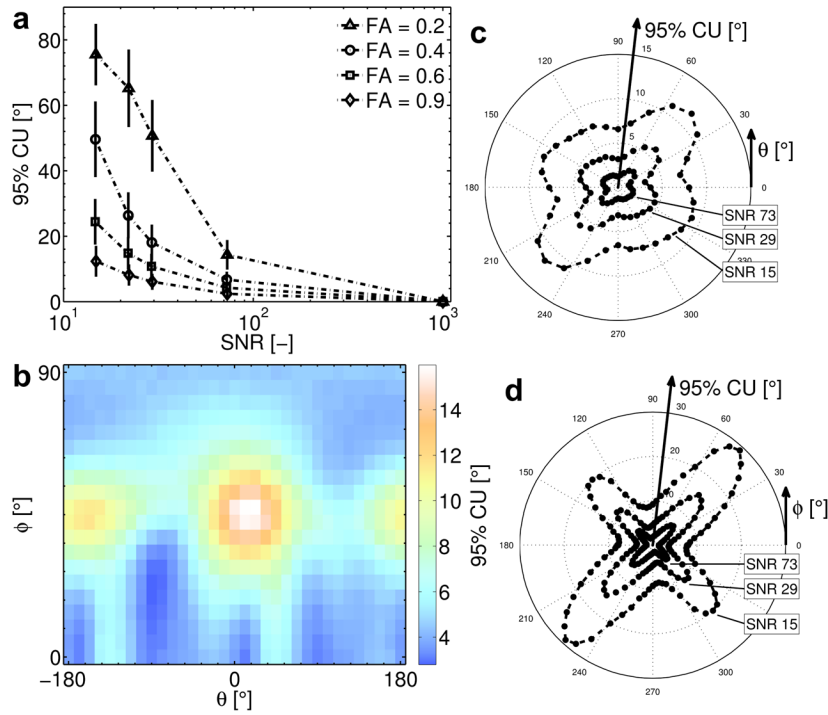 a
80
60
40
20
0
95% CU [°]
10¹
10²
10³
SNR [−]
FA = 0.2
FA = 0.4
FA = 0.6
FA = 0.9
c
95% CU [°]
90
15
120
60
10
150
30
5
θ [°]
180
0
SNR 73
SNR 29
SNR 15
210
330
240
300
270
b
90
ϕ [°]
0
−180
0
180
θ [°]
14
12
10
8
6
4
95% CU [°]
d
95% CU [°]
90
30
120
60
20
150
30
10
ϕ [°]
180
0
SNR 73
SNR 29
SNR 15
210
240
300
270